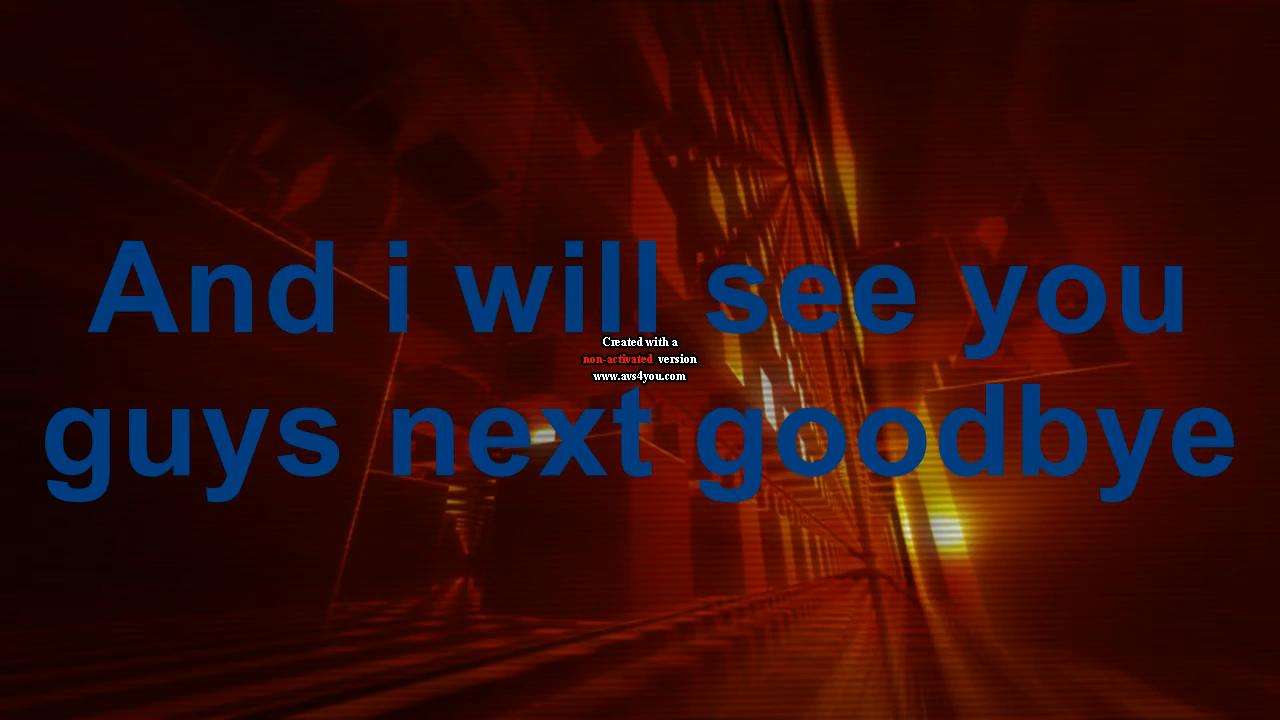 And i will see you
Created with a
non-activated version
www.avs4you.com
guys next goodbye